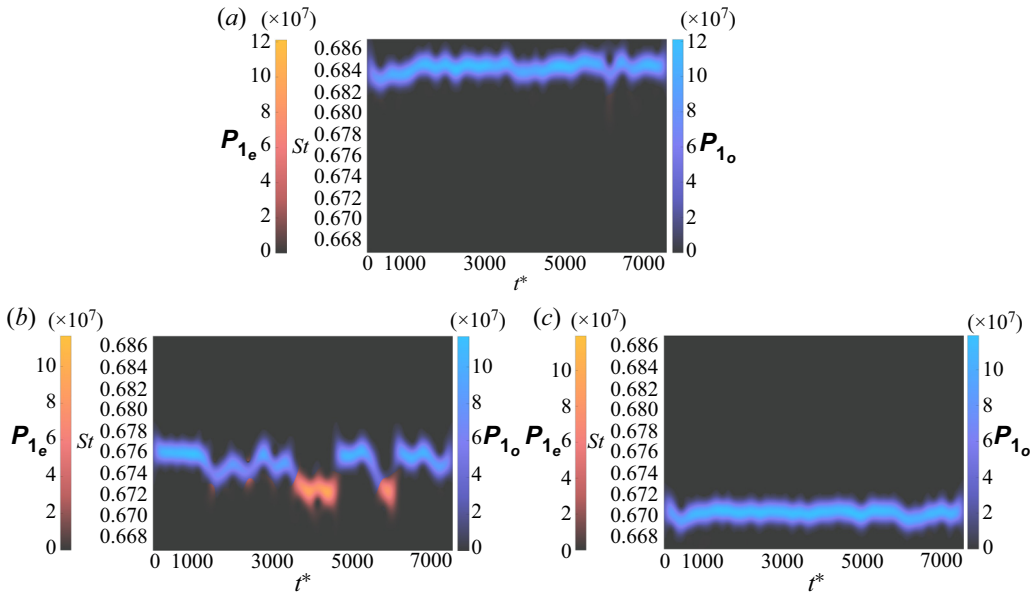 (a)
(×10⁷) (×10⁷)
12 0.686 12
10 0.684 10
8 0.682 8
0.680
P₁ₑ 6 St 0.678 6 P₁ₒ
0.676
4 0.674 4
0.672
2 0.670 2
0 0.668 0
0 1000 3000 5000 7000
t*
(b) (×10⁷) (×10⁷)
0.686
10 0.684 10
0.682
8 0.680 8
P₁ₑ 6 St 0.678 6 P₁ₒ
0.676
4 0.674 4
2 0.672 2
0.670
0 0.668 0
0 1000 3000 5000 7000
t*
(c) (×10⁷) (×10⁷)
0.686
10 0.684 10
0.682
8 0.680 8
P₁ₑ 6 St 0.678 6 P₁ₒ
0.676
4 0.674 4
2 0.672 2
0.670
0 0.668 0
0 1000 3000 5000 7000
t*